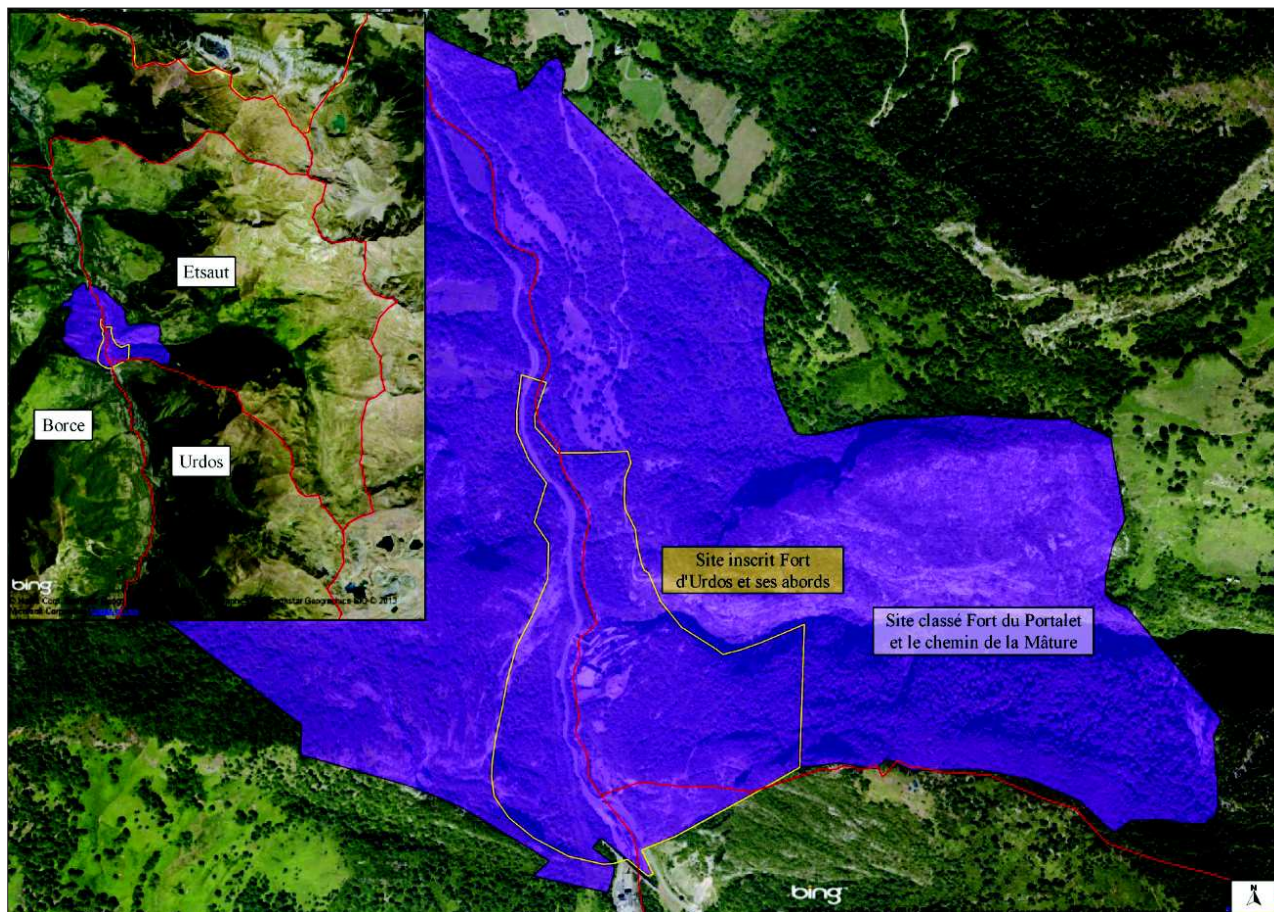 Etsaut
Borce
Urdos
bing
Site inscrit Fort
d'Urdos et ses abords
Site classé Fort du Portalet
et le chemin de la Mâture
bing
N